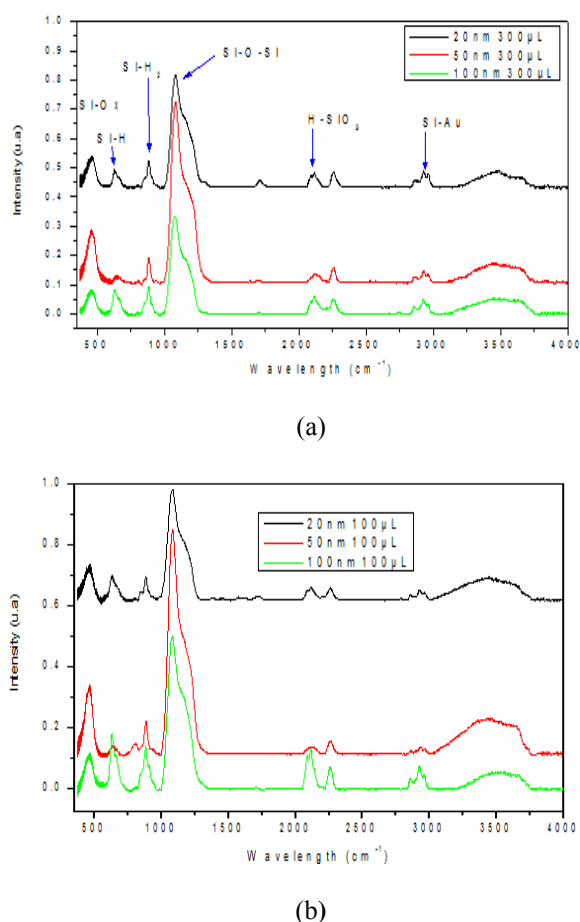 20nm 300µL
50nm 300µL
100nm 300µL
SI-O-SI
SI-H2
SI-Ox
SI-H
H-SIO3
SI-Au
Intensity(u.a)
1.0
0.9
0.8
0.7
0.6
0.5
0.4
0.3
0.2
0.1
0.0
500 1000 1500 2000 2500 3000 3500 4000
Wavelength (cm-1)
(a)
20nm 100µL
50nm 100µL
100nm 100µL
Intensity (u.a)
1.0
0.8
0.6
0.4
0.2
0.0
500 1000 1500 2000 2500 3000 3500 4000
Wavelength (cm-1)
(b)